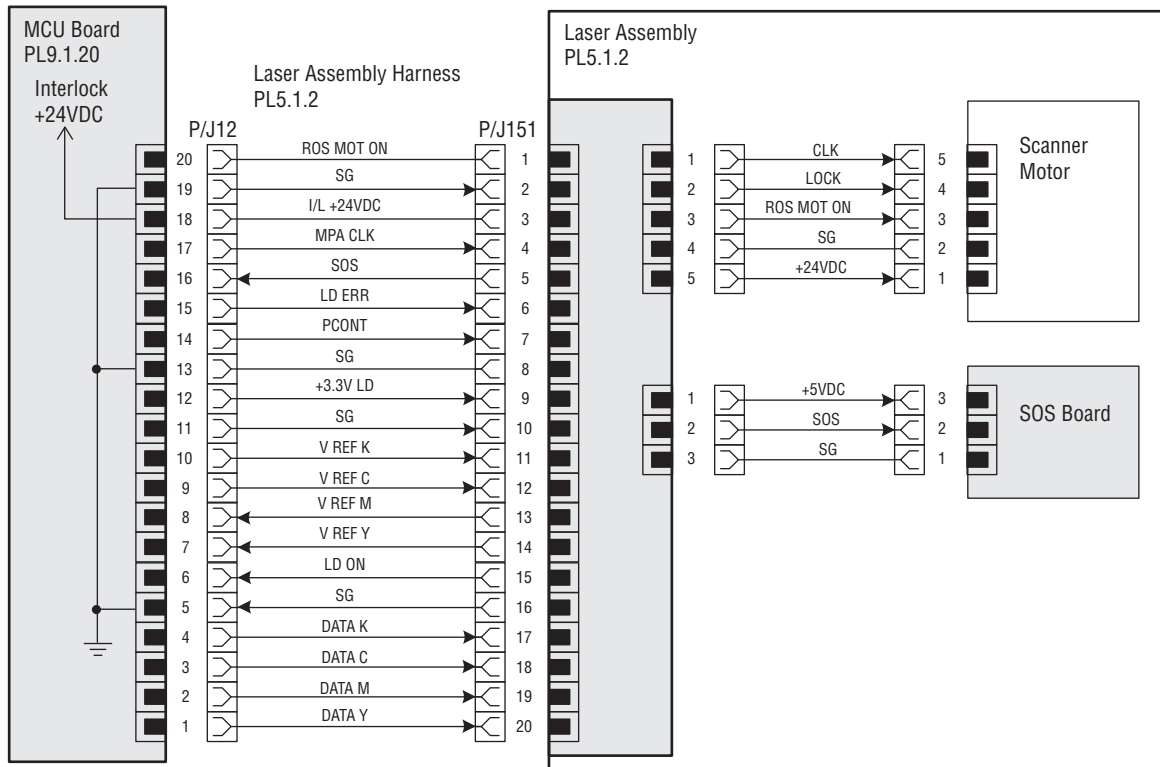 MCU Board
PL9.1.20
Interlock
+24VDC
Laser Assembly Harness
PL5.1.2
Laser Assembly
PL5.1.2
P/J12
P/J151
20 ROS MOT ON 1
19 SG 2
18 I/L +24VDC 3
17 MPA CLK 4
16 SOS 5
15 LD ERR 6
14 PCONT 7
13 SG 8
12 +3.3V LD 9
11 SG 10
10 V REF K 11
9 V REF C 12
8 V REF M 13
7 V REF Y 14
6 LD ON 15
5 SG 16
4 DATA K 17
3 DATA C 18
2 DATA M 19
1 DATA Y 20
1 CLK 5
2 LOCK 4
3 ROS MOT ON 3
4 SG 2
5 +24VDC 1
Scanner
Motor
1 +5VDC 3
2 SOS 2
3 SG 1
SOS Board